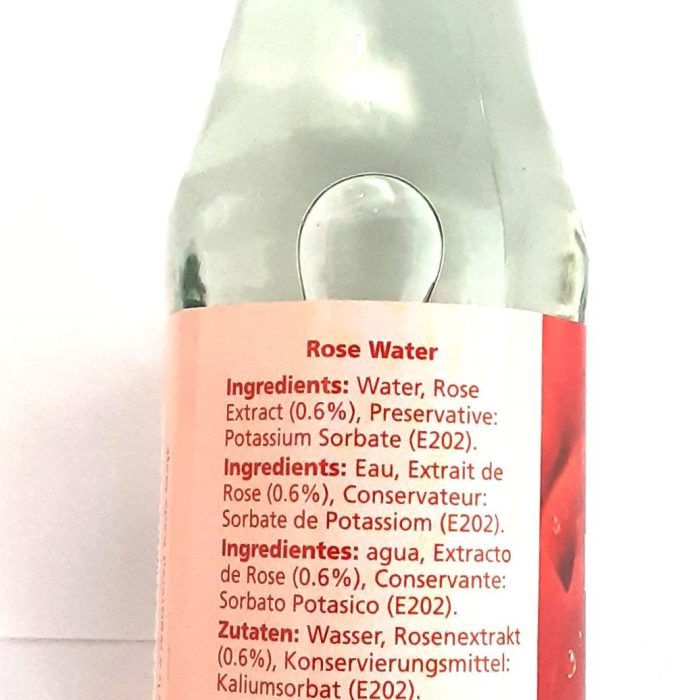 Rose Water
Ingredients: Water, Rose
Extract (0.6%), Preservative:
Potassium Sorbate (E202).
Ingredients: Eau, Extrait de
Rose (0.6%), Conservateur:
Sorbate de Potassiom (E202).
Ingredientes: agua, Extracto
de Rose (0.6%), Conservante:
Sorbato Potasico (E202).
Zutaten: Wasser, Rosenextrakt
(0.6%), Konservierungsmittel:
Kaliumsorbat (E202).